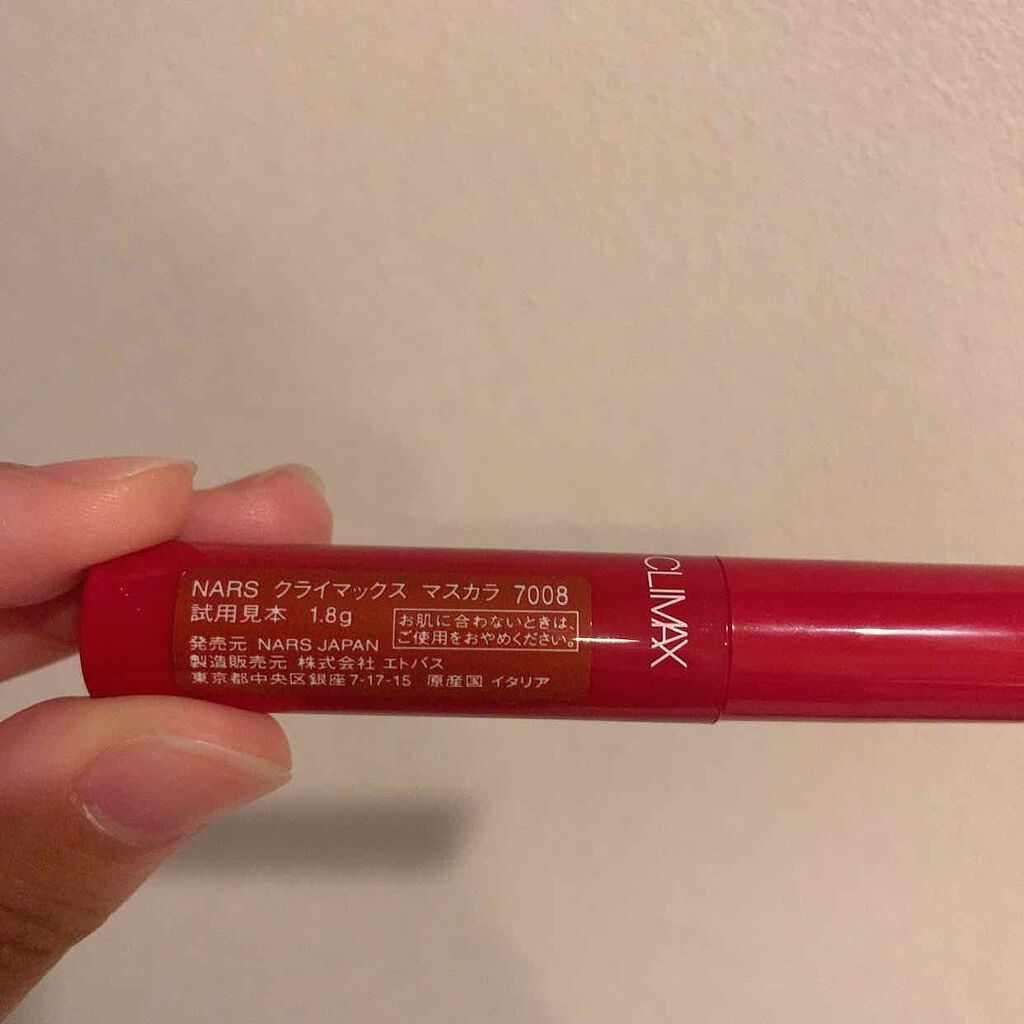 NARS クライマックス マスカラ 7008
試用見本 1.8g
お肌に合わないときは、
ご使用をおやめください。
発売元 NARS JAPAN
製造販売元 株式会社 エトバス
東京都中央区銀座7-17-15 原産国 イタリア
CLIMAX